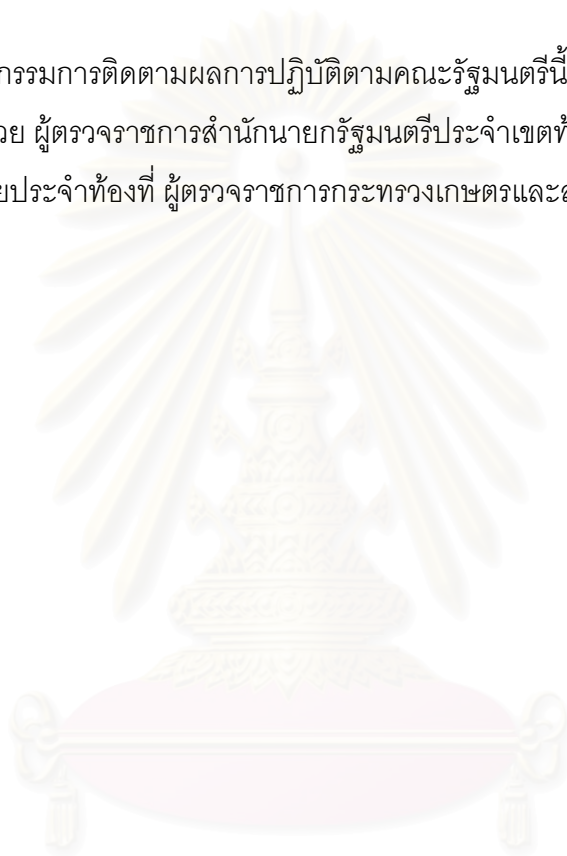 กรรมการติดตามผลการปฏิบัติตามคณะรัฐมนตรีนี้
วย ผู้ตรวจราชการสำนักนายกรัฐมนตรีประจำเขตท้
ยประจำท้องที่ ผู้ตรวจราชการกระทรวงเกษตรและส